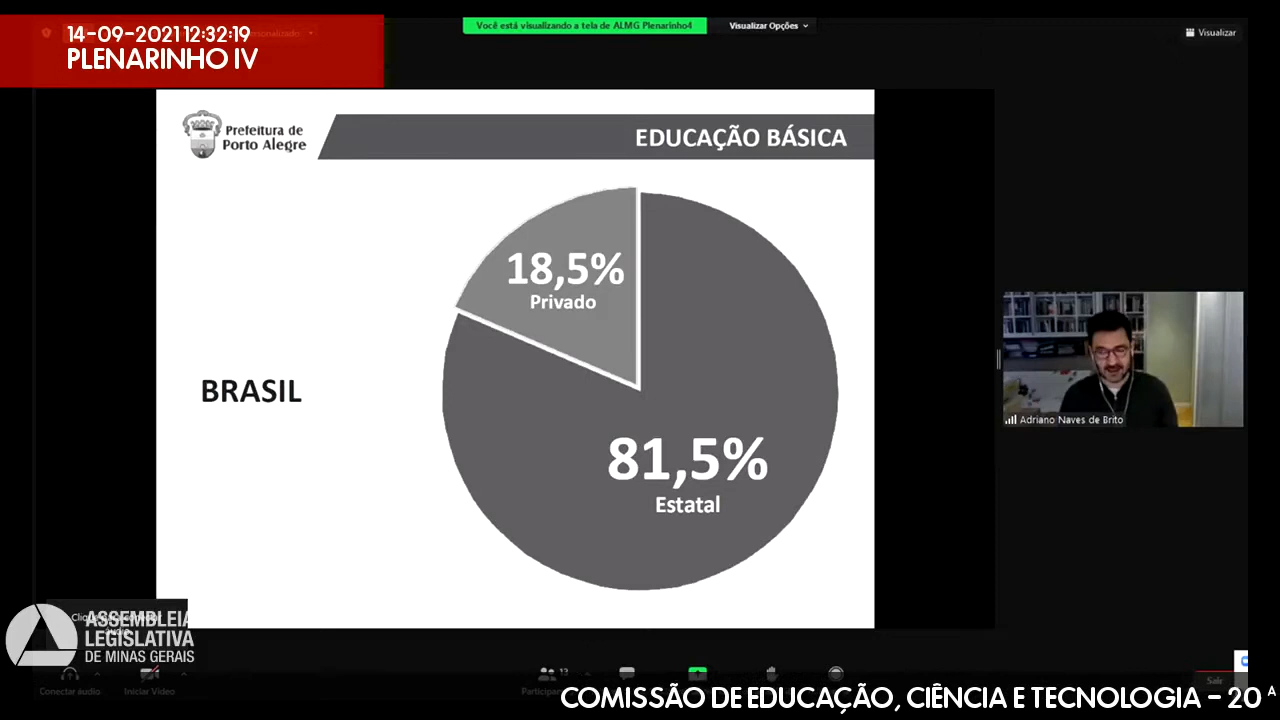 14-09-2021 12:32:19
PLENARINHO IV
Você está visualizando a tela de ALMG Plenarinho4
Visualizar Opções
Visualizar
Prefeitura de
Porto Alegre
EDUCAÇÃO BÁSICA
18,5%
Privado
BRASIL
81,5%
Estatal
Adriano Naves de Brito
ASSEMBLEIA
LEGISLATIVA
DE MINAS GERAIS
Conectar áudio
Iniciar Vídeo
13
Sair
COMISSÃO DE EDUCAÇÃO, CIÊNCIA E TECNOLOGIA - 20ª